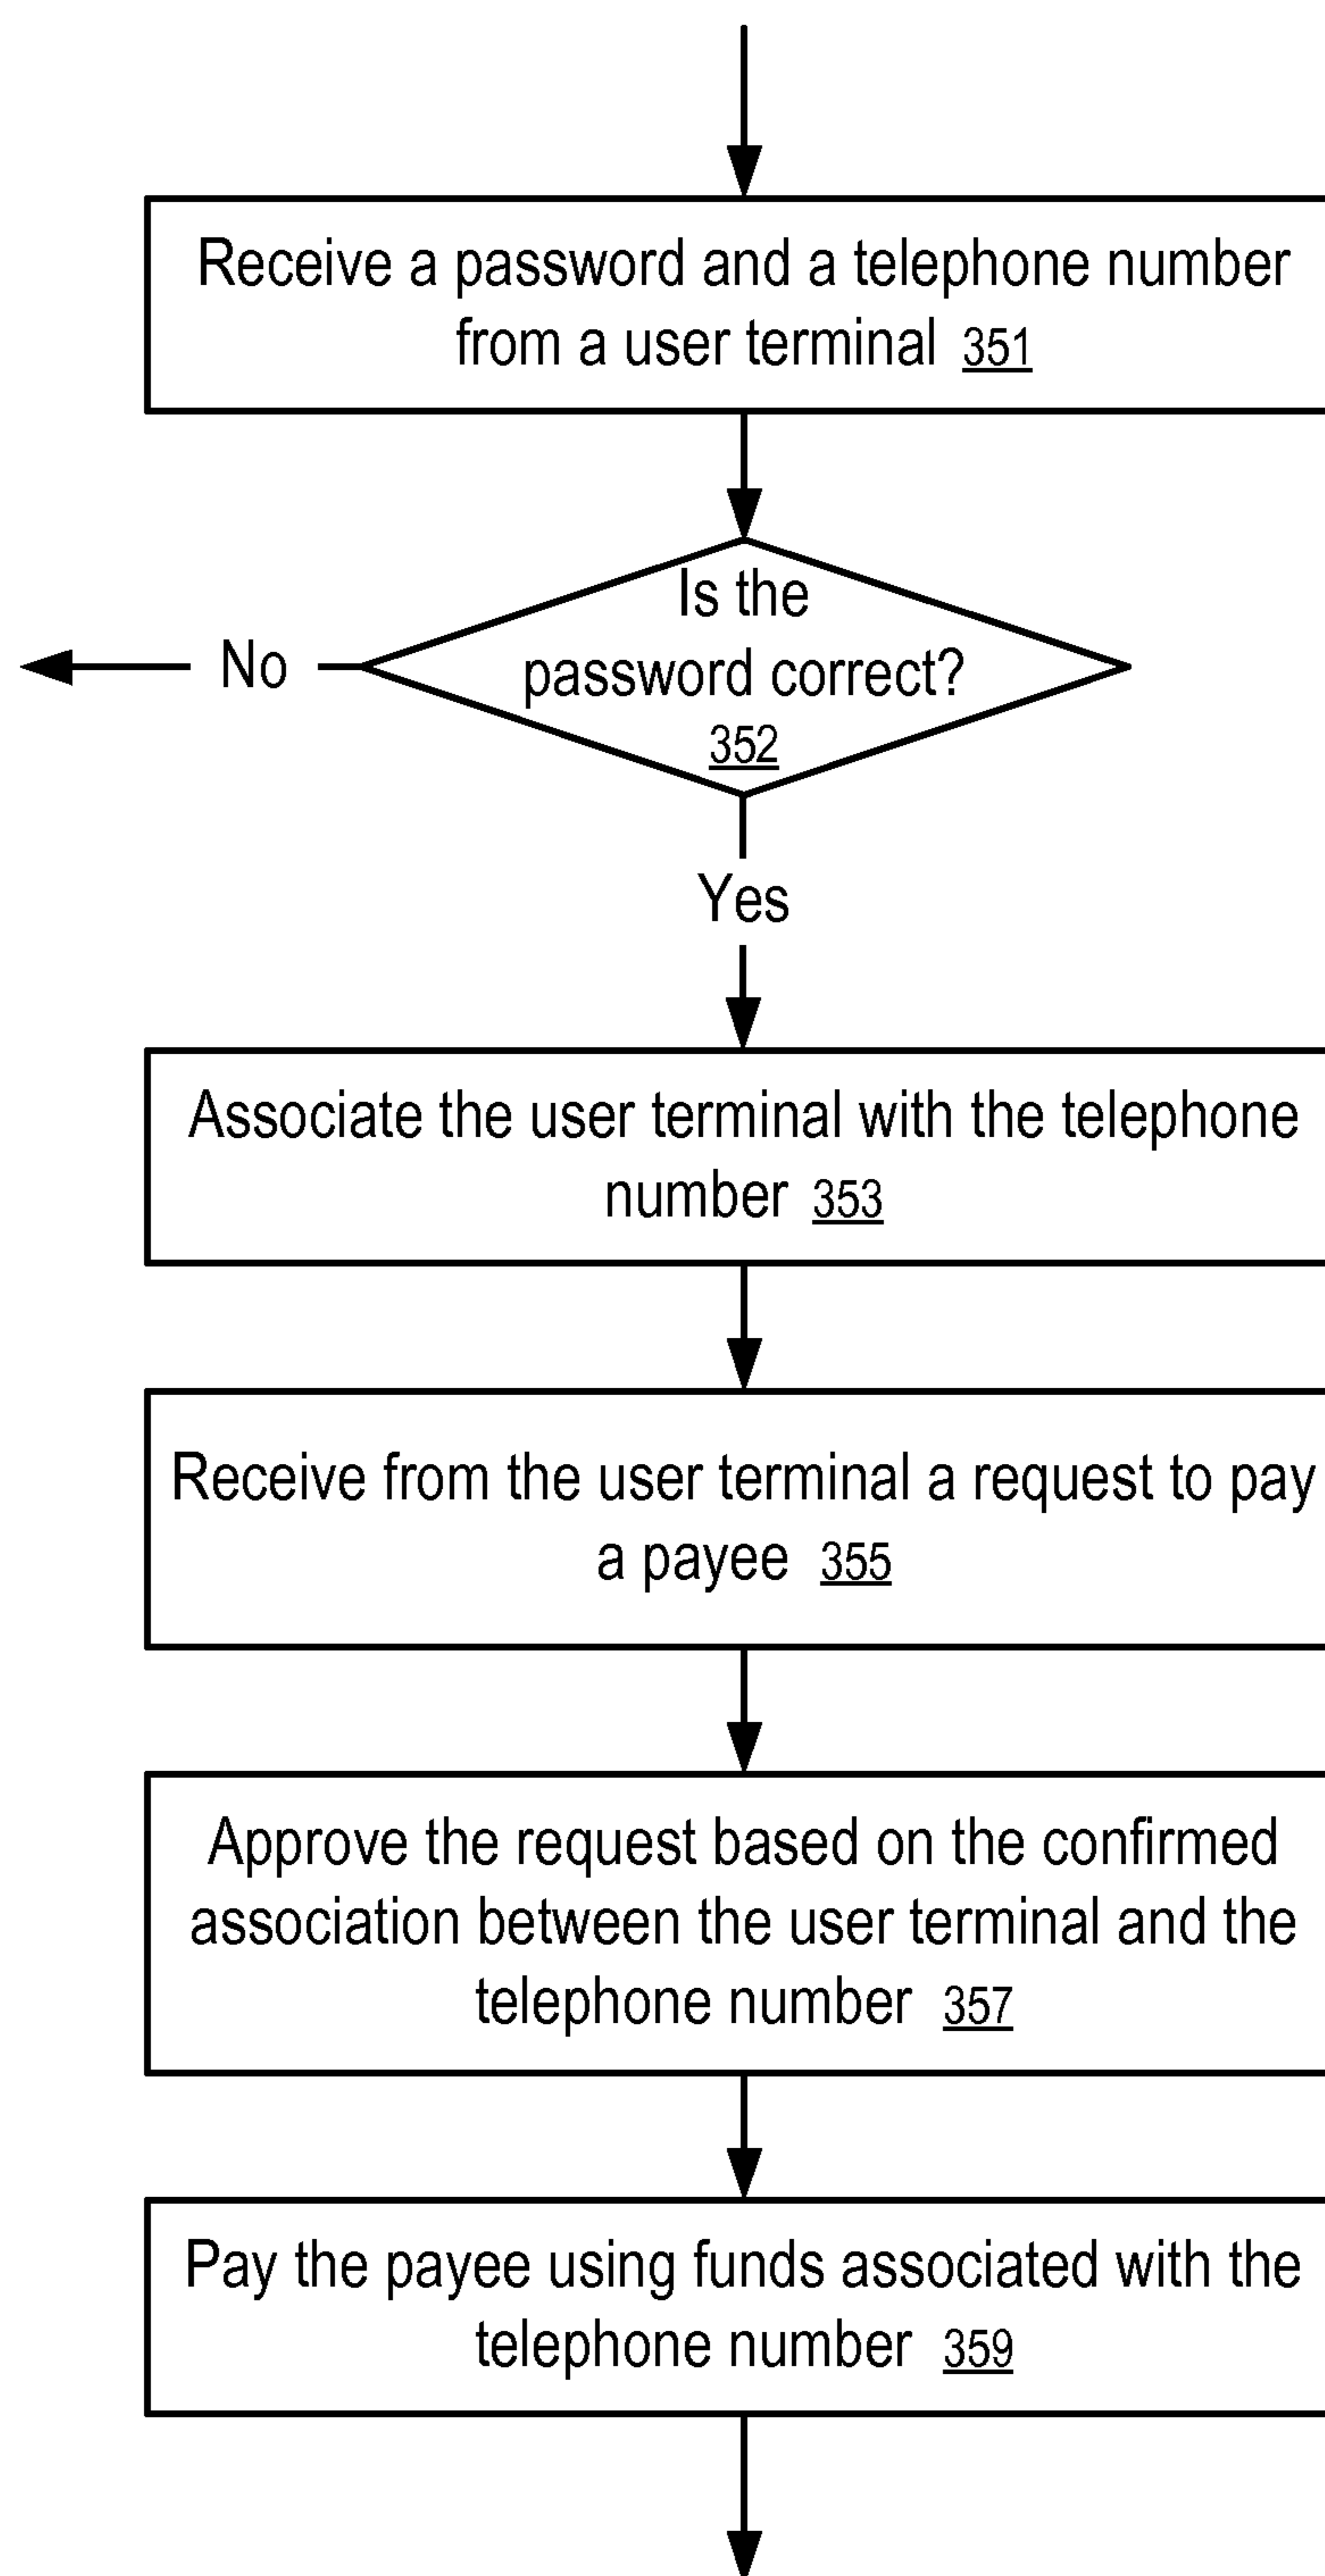 Receive a password and a telephone number
from a user terminal 351
Is the
password correct?
352
No
Yes
Associate the user terminal with the telephone
number 353
Receive from the user terminal a request to pay
a payee 355
Approve the request based on the confirmed
association between the user terminal and the
telephone number 357
Pay the payee using funds associated with the
telephone number 359